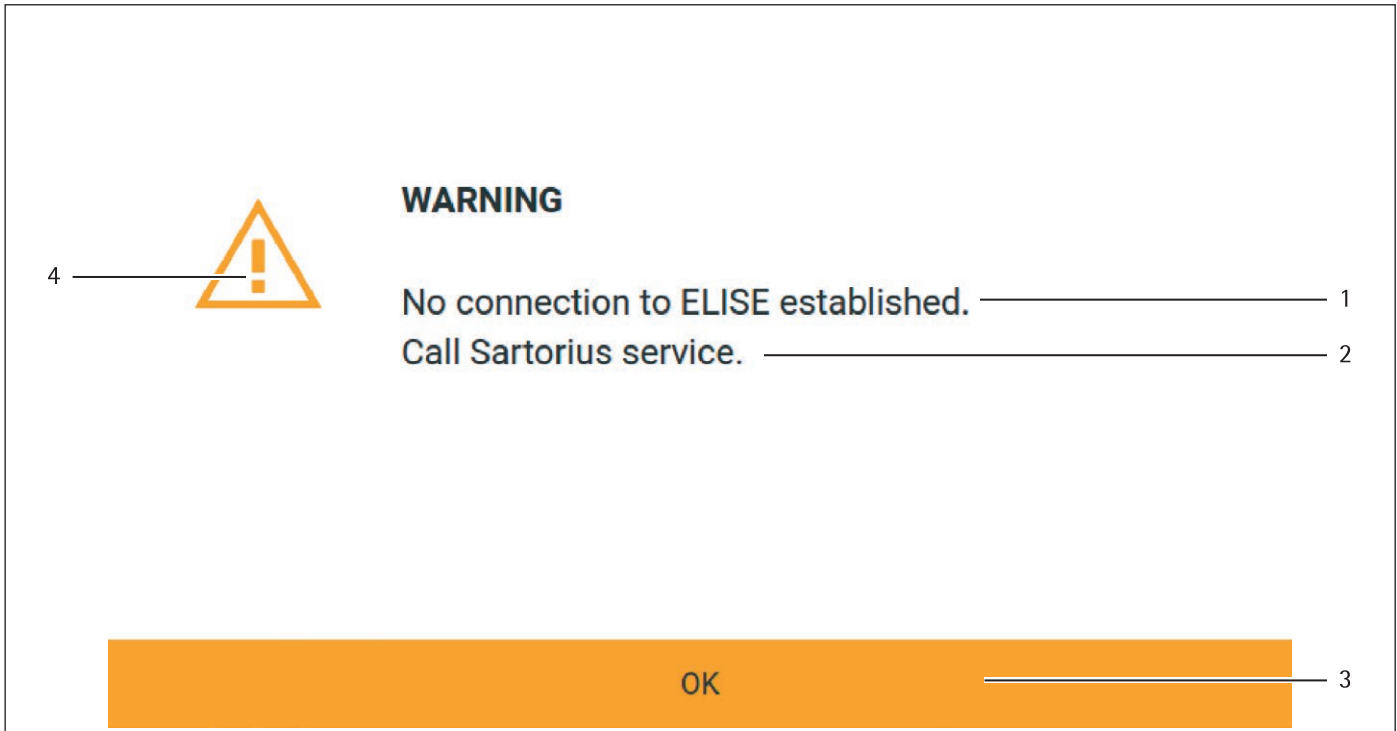 WARNING
4
No connection to ELISE established. 1
Call Sartorius service. 2
OK 3